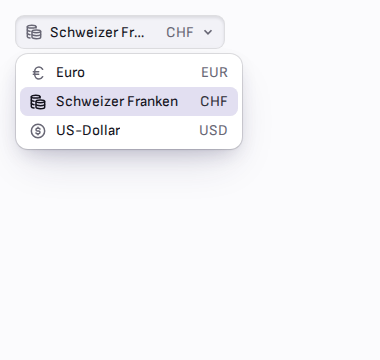 Schweizer Fr... CHF
Euro EUR
Schweizer Franken CHF
US-Dollar USD